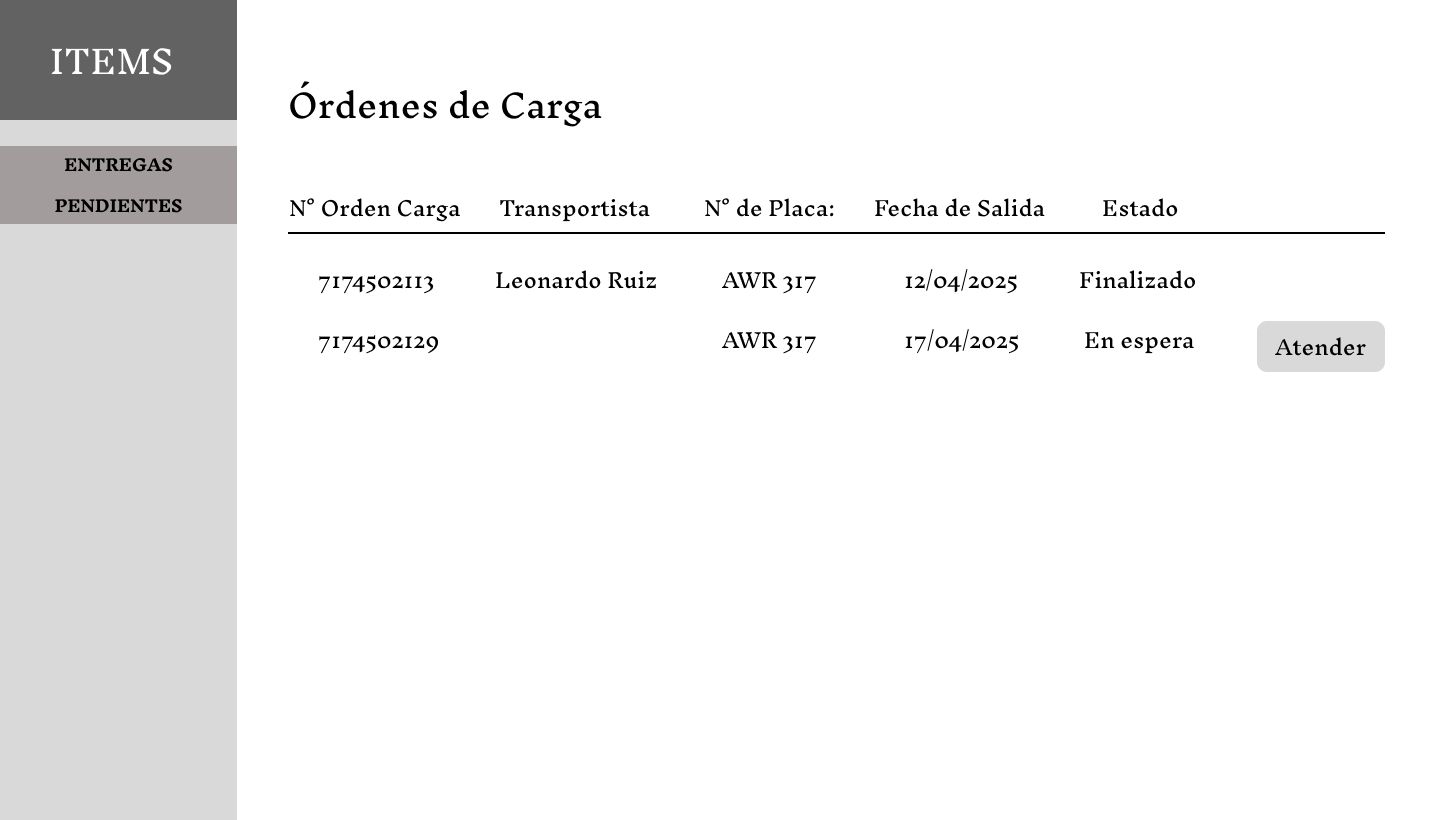 ITEMS
ENTREGAS
PENDIENTES
Órdenes de Carga
N° Orden Carga Transportista N° de Placa: Fecha de Salida Estado
7174502113 Leonardo Ruiz AWR 317 12/04/2025 Finalizado
7174502129 AWR 317 17/04/2025 En espera Atender